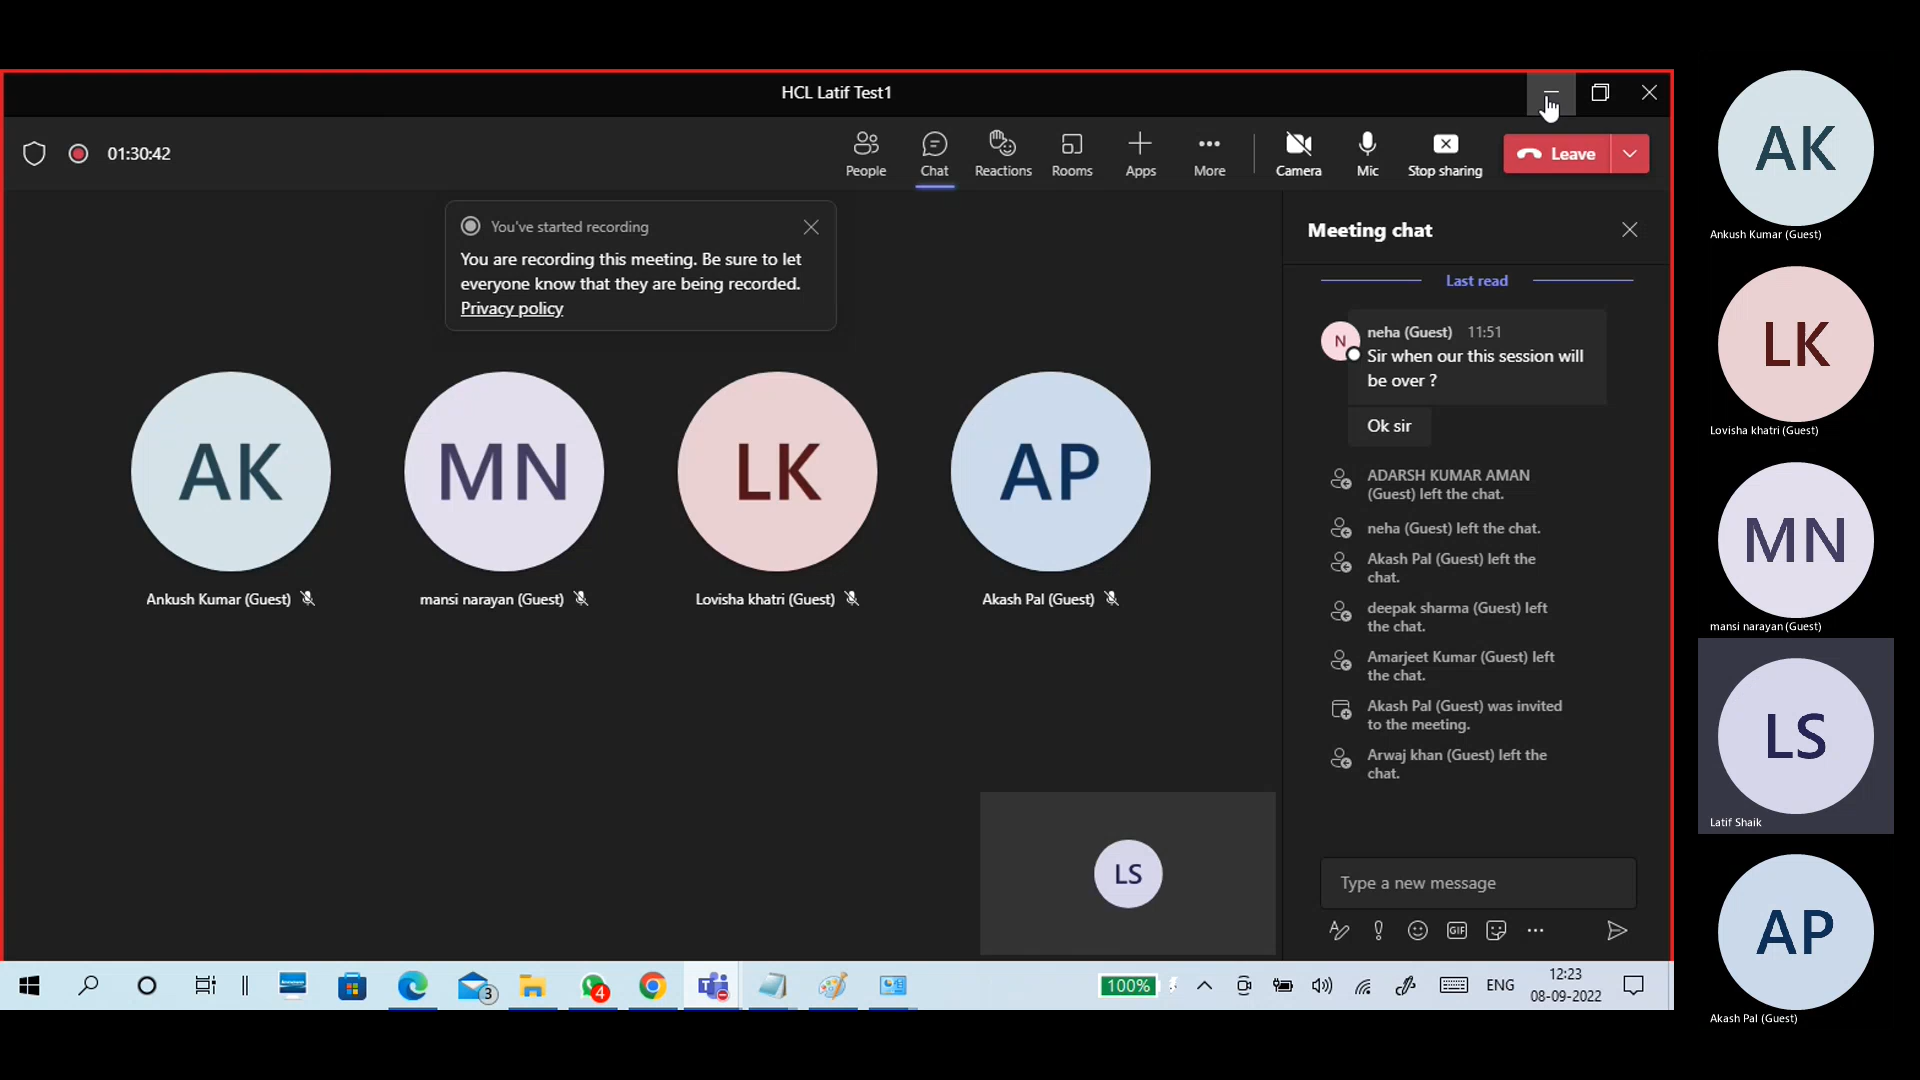 HCL Latif Test1
01:30:42
People
Chat
Reactions
Rooms
Apps
More
Camera
Mic
Stop sharing
Leave
You've started recording
You are recording this meeting. Be sure to let
everyone know that they are being recorded.
Privacy policy
AK
MN
LK
AP
Ankush Kumar (Guest)
mansi narayan (Guest)
Lovisha khatri (Guest)
Akash Pal (Guest)
LS
Meeting chat
Last read
N
neha (Guest) 11:51
Sir when our this session will
be over ?
Ok sir
ADARSH KUMAR AMAN
(Guest) left the chat.
neha (Guest) left the chat.
Akash Pal (Guest) left the
chat.
deepak sharma (Guest) left
the chat.
Amarjeet Kumar (Guest) left
the chat.
Akash Pal (Guest) was invited
to the meeting.
Arwaj khan (Guest) left the
chat.
Type a new message
GIF
AK
Ankush Kumar (Guest)
LK
Lovisha khatri (Guest)
MN
mansi narayan (Guest)
LS
Latif Shaik
AP
Akash Pal (Guest)
3
4
100%
ENG
12:23
08-09-2022